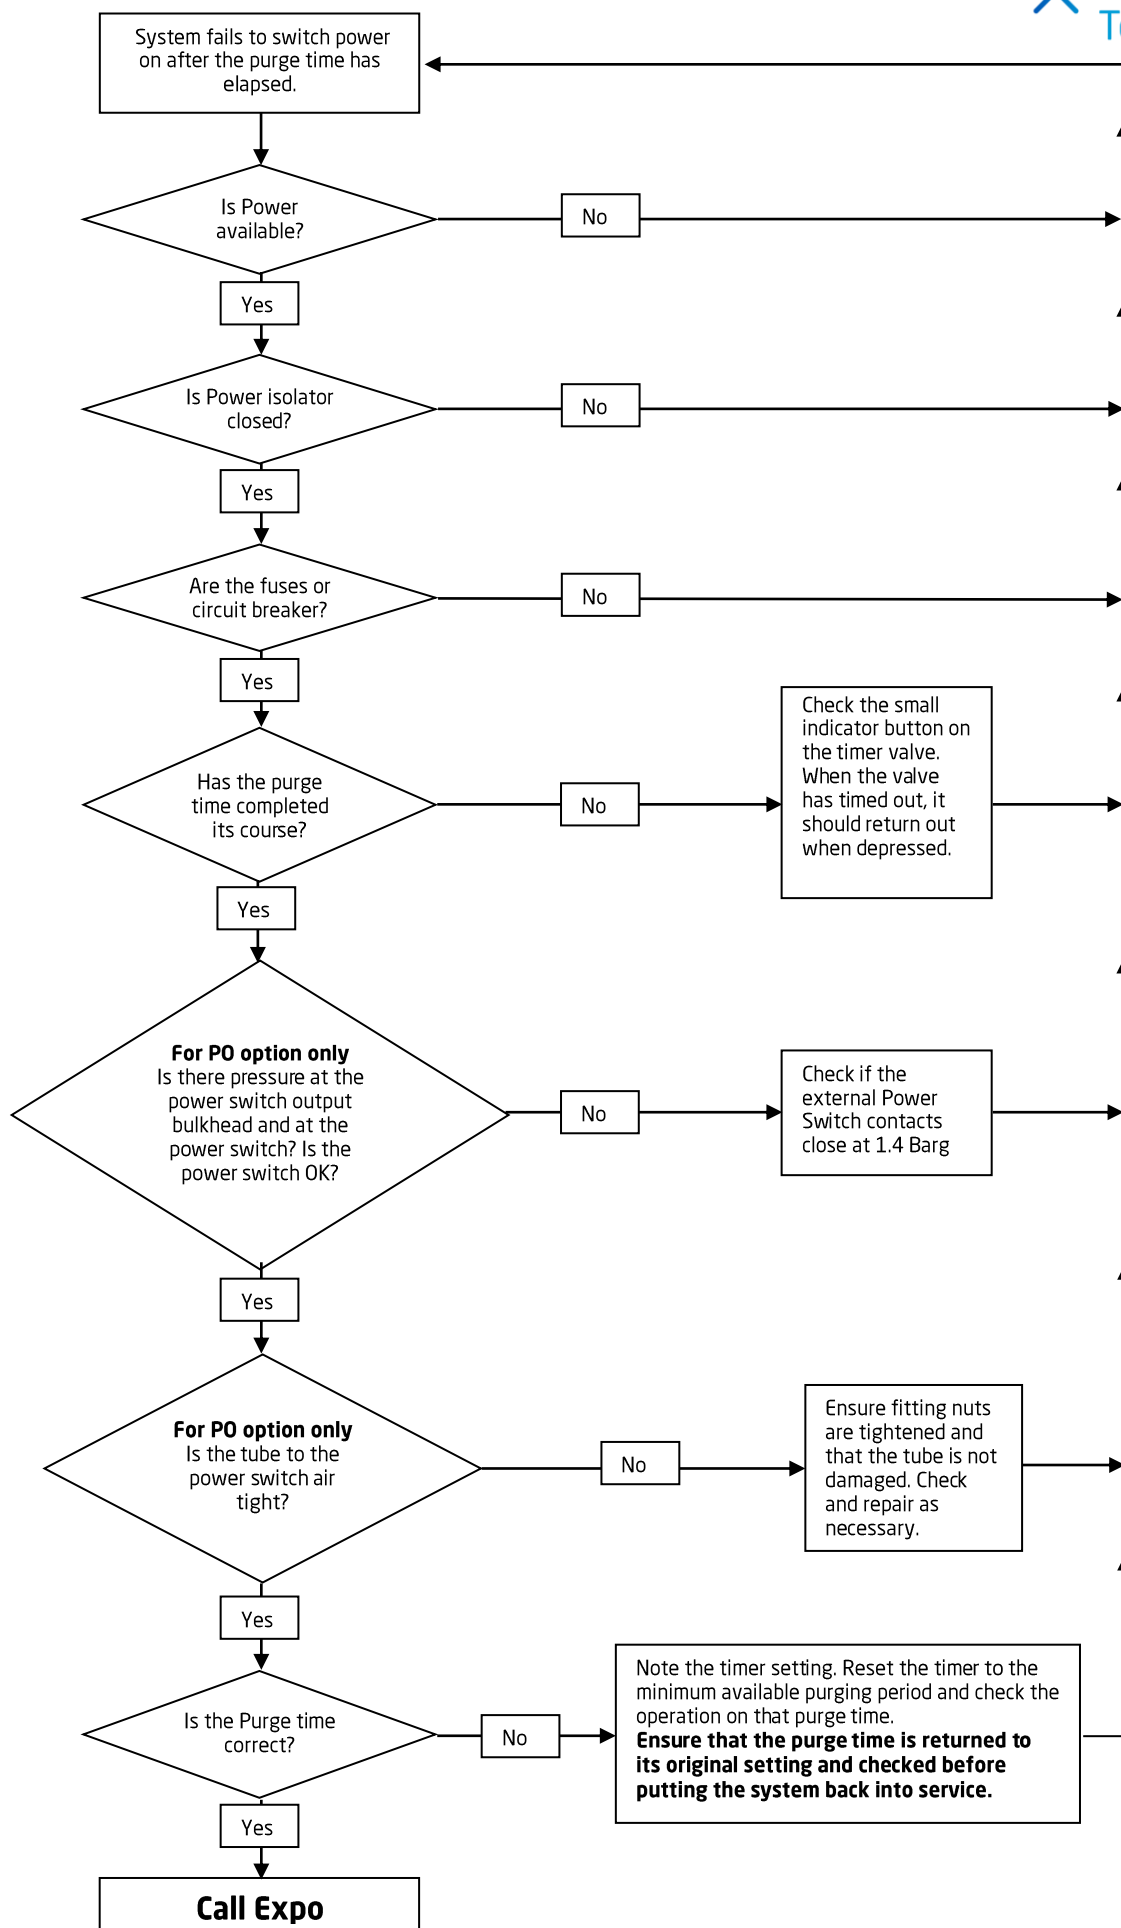 System fails to switch power
on after the purge time has
elapsed.
Is Power
available?
No
Yes
Is Power isolator
closed?
No
Yes
Are the fuses or
circuit breaker?
No
Yes
Has the purge
time completed
its course?
No
Check the small
indicator button on
the timer valve.
When the valve
has timed out, it
should return out
when depressed.
Yes
For PO option only
Is there pressure at the
power switch output
bulkhead and at the
power switch? Is the
power switch OK?
No
Check if the
external Power
Switch contacts
close at 1.4 Barg
Yes
For PO option only
Is the tube to the
power switch air
tight?
No
Ensure fitting nuts
are tightened and
that the tube is not
damaged. Check
and repair as
necessary.
Yes
Is the Purge time
correct?
No
Note the timer setting. Reset the timer to the
minimum available purging period and check the
operation on that purge time.
Ensure that the purge time is returned to
its original setting and checked before
putting the system back into service.
Yes
Call Expo